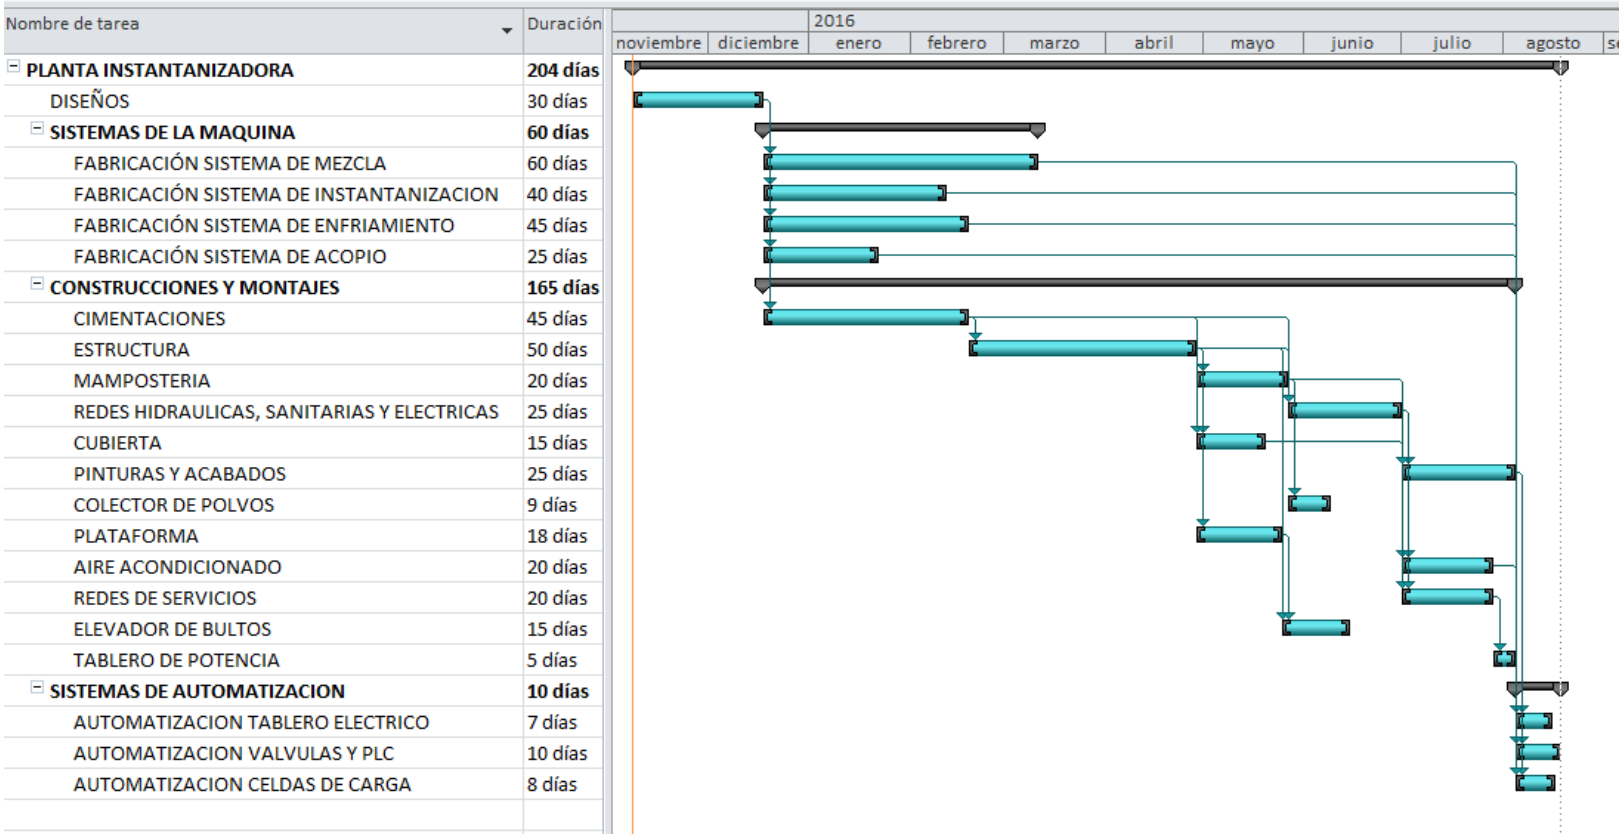 Nombre de tarea Duración 2016
noviembre diciembre enero febrero marzo abril mayo junio julio agosto
PLANTA INSTANTANIZADORA 204 días
DISEÑOS 30 días
SISTEMAS DE LA MAQUINA 60 días
FABRICACIÓN SISTEMA DE MEZCLA 60 días
FABRICACIÓN SISTEMA DE INSTANTANIZACION 40 días
FABRICACIÓN SISTEMA DE ENFRIAMIENTO 45 días
FABRICACIÓN SISTEMA DE ACOPIO 25 días
CONSTRUCCIONES Y MONTAJES 165 días
CIMENTACIONES 45 días
ESTRUCTURA 50 días
MAMPOSTERIA 20 días
REDES HIDRAULICAS, SANITARIAS Y ELECTRICAS 25 días
CUBIERTA 15 días
PINTURAS Y ACABADOS 25 días
COLECTOR DE POLVOS 9 días
PLATAFORMA 18 días
AIRE ACONDICIONADO 20 días
REDES DE SERVICIOS 20 días
ELEVADOR DE BULTOS 15 días
TABLERO DE POTENCIA 5 días
SISTEMAS DE AUTOMATIZACION 10 días
AUTOMATIZACION TABLERO ELECTRICO 7 días
AUTOMATIZACION VALVULAS Y PLC 10 días
AUTOMATIZACION CELDAS DE CARGA 8 días